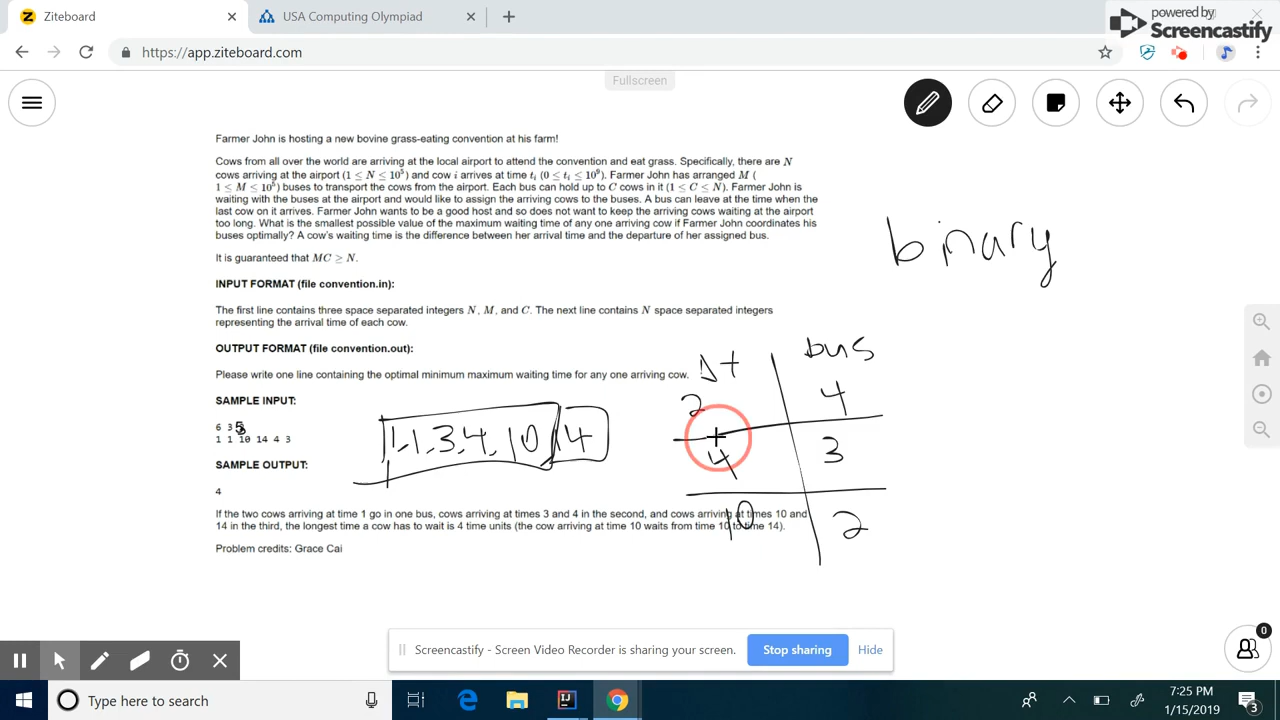 Ziteboard
USA Computing Olympiad
powered by
Screencastify
https://app.ziteboard.com
Fullscreen
Farmer John is hosting a new bovine grass-eating convention at his farm!
Cows from all over the world are arriving at the local airport to attend the convention and eat grass. Specifically, there are N
cows arriving at the airport (1 ≤ N ≤ 10⁵) and cow i arrives at time tᵢ (0 ≤ tᵢ ≤ 10⁹). Farmer John has arranged M (
1 ≤ M ≤ 10⁵) buses to transport the cows from the airport. Each bus can hold up to C cows in it (1 ≤ C ≤ N). Farmer John is
waiting with the buses at the airport and would like to assign the arriving cows to the buses. A bus can leave at the time when the
last cow on it arrives. Farmer John wants to be a good host and so does not want to keep the arriving cows waiting at the airport
too long. What is the smallest possible value of the maximum waiting time of any one arriving cow if Farmer John coordinates his
buses optimally? A cow's waiting time is the difference between her arrival time and the departure of her assigned bus.
It is guaranteed that MC ≥ N.
binary
INPUT FORMAT (file convention.in):
The first line contains three space separated integers N, M, and C. The next line contains N space separated integers
representing the arrival time of each cow.
OUTPUT FORMAT (file convention.out):
Please write one line containing the optimal minimum maximum waiting time for any one arriving cow.
Δt bus
2 4
4 3
10 2
SAMPLE INPUT:
6 3 5
1 1 10 14 4 3
1,1,3,4,10,14
SAMPLE OUTPUT:
4
If the two cows arriving at time 1 go in one bus, cows arriving at times 3 and 4 in the second, and cows arriving at times 10 and
14 in the third, the longest time a cow has to wait is 4 time units (the cow arriving at time 10 waits from time 10 to time 14).
Problem credits: Grace Cai
0
Screencastify - Screen Video Recorder is sharing your screen.
Stop sharing
Hide
Type here to search
7:25 PM
1/15/2019
3